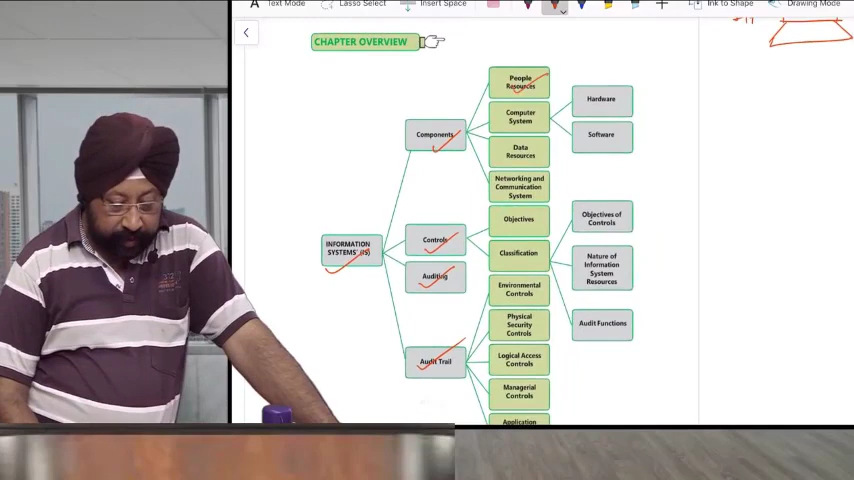 A Text Mode
Lasso Select
Insert Space
Ink to Shape
Drawing Mode
CHAPTER OVERVIEW
People
Resources
Computer
System
Hardware
Software
Components
Data
Resources
Networking and
Communication
System
Objectives
Objectives of
Controls
INFORMATION
SYSTEMS' (IS)
Controls
Classification
Nature of
Information
System
Resources
Auditing
Environmental
Controls
Physical
Security
Controls
Audit Functions
Audit Trail
Logical Access
Controls
Managerial
Controls
Application